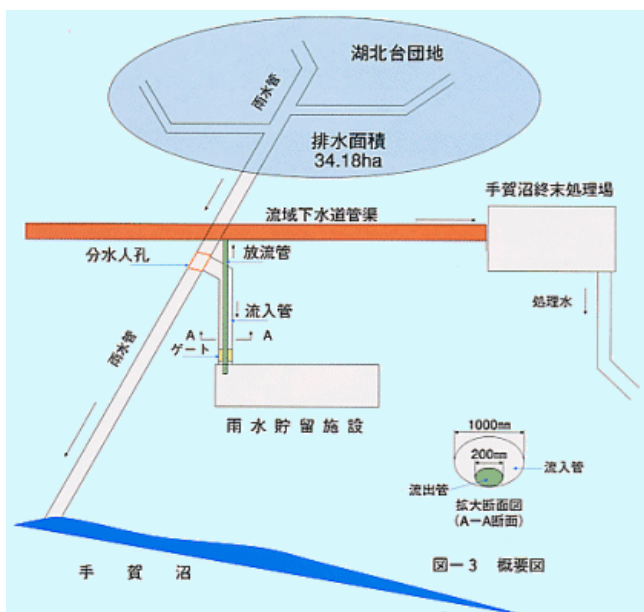 湖北台団地
雨水管
排水面積
34.18ha
手賀沼終末処理場
流域下水道管渠
分水人孔
放流管
処理水
流入管
A
A
ゲート
雨水管
雨水貯留施設
1000㎜
200㎜
流入管
流出管
拡大断面図
(A－A断面)
図－3 概要図
手賀沼